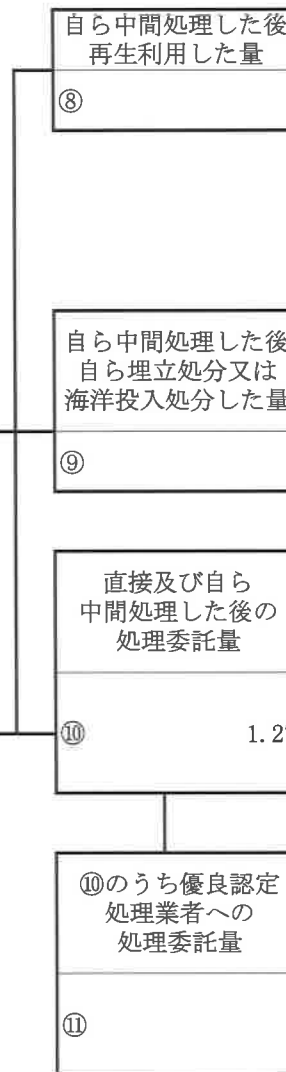 自ら中間処理した後
再生利用した量
⑧
自ら中間処理した後
自ら埋立処分又は
海洋投入処分した量
⑨
直接及び自ら
中間処理した後の
処理委託量
⑩ 1.2
⑩のうち優良認定
処理業者への
処理委託量
⑪